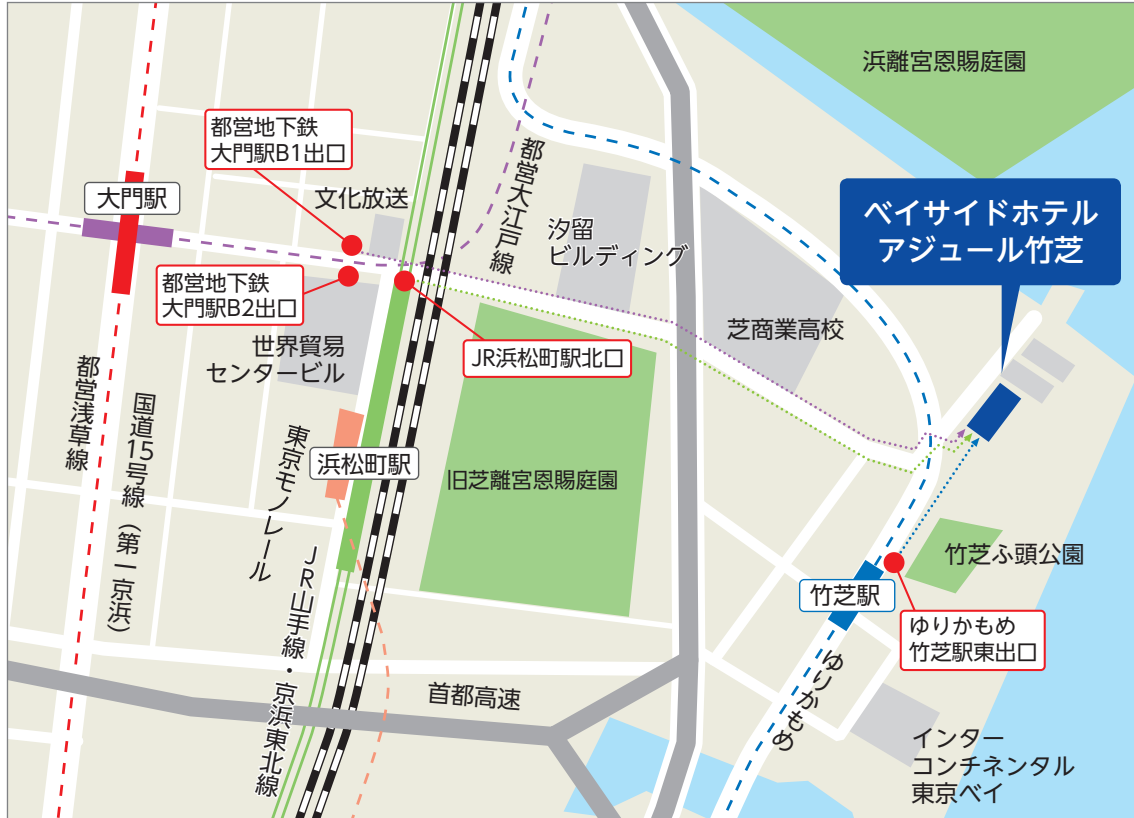 浜離宮恩賜庭園
都営地下鉄
大門駅B1出口
文化放送
大門駅
都営大江戸線
汐留
ビルディング
ベイサイドホテル
アジュール竹芝
都営地下鉄
大門駅B2出口
世界貿易
センタービル
JR浜松町駅北口
芝商業高校
都営浅草線
国道15号線（第一京浜）
東京モノレール
浜松町駅
旧芝離宮恩賜庭園
JR山手線・京浜東北線
竹芝ふ頭公園
竹芝駅
ゆりかもめ
竹芝駅東出口
ゆりかもめ
首都高速
インター
コンチネンタル
東京ベイ